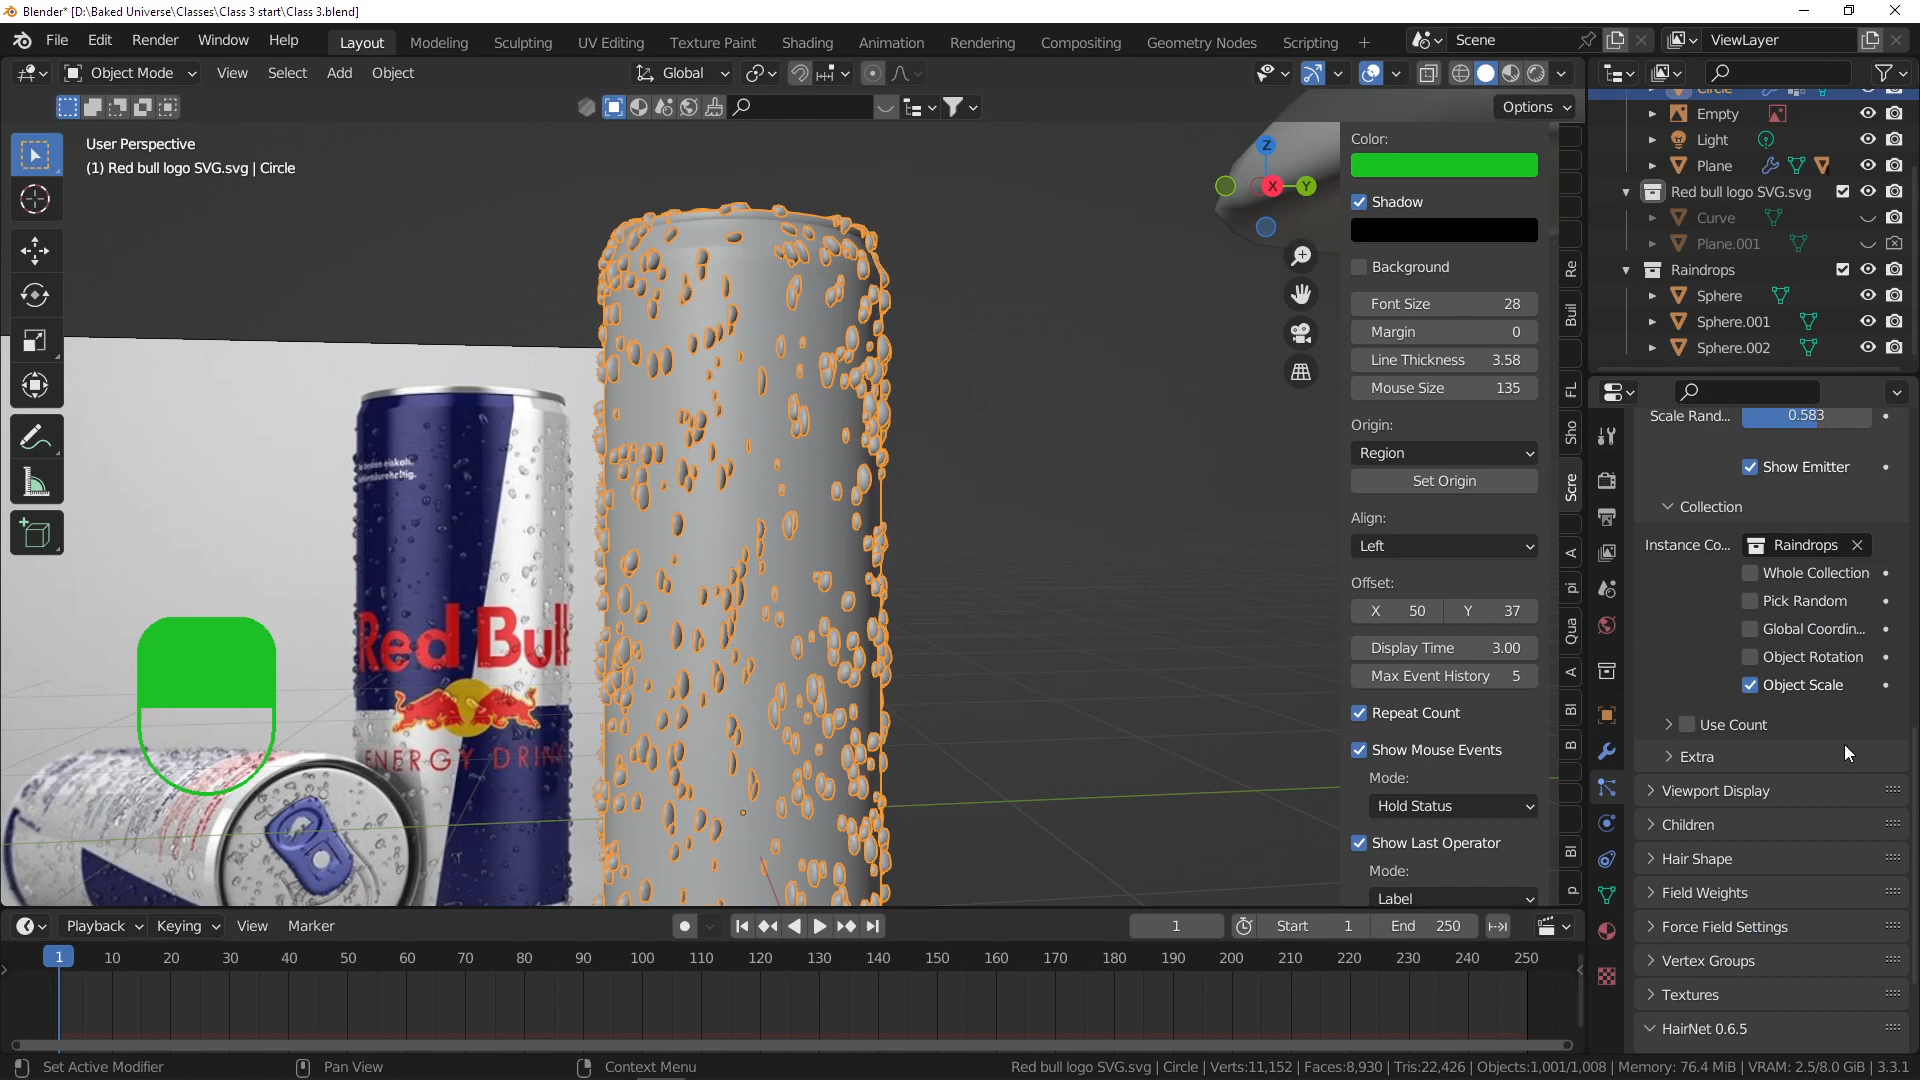 Blender* [D:\Baked Universe\Classes\Class 3 start\Class 3.blend]
File Edit Render Window Help
Layout Modeling Sculpting UV Editing Texture Paint Shading Animation Rendering Compositing Geometry Nodes Scripting +
Scene
ViewLayer
Object Mode View Select Add Object
Global
Options
User Perspective
(1) Red bull logo SVG.svg | Circle
Z
X
Y
Red Bull
ENERGY DRINK
Color:
Shadow
Background
Font Size 28
Margin 0
Line Thickness 3.58
Mouse Size 135
Origin:
Region
Set Origin
Align:
Left
Offset:
X 50 Y 37
Display Time 3.00
Max Event History 5
Repeat Count
Show Mouse Events
Mode:
Hold Status
Show Last Operator
Mode:
Label
Re
Buil
FL
Sho
Scre
A
pi
Qua
A
Bl
B
Bl
p
Circle
Empty
Light
Plane
Red bull logo SVG.svg
Curve
Plane.001
Raindrops
Sphere
Sphere.001
Sphere.002
Scale Rand... 0.583
Show Emitter
Collection
Instance Co... Raindrops
Whole Collection
Pick Random
Global Coordin...
Object Rotation
Object Scale
Use Count
Extra
Viewport Display
Children
Hair Shape
Field Weights
Force Field Settings
Vertex Groups
Textures
HairNet 0.6.5
Playback Keying View Marker
1 Start 1 End 250
1 10 20 30 40 50 60 70 80 90 100 110 120 130 140 150 160 170 180 190 200 210 220 230 240 250
Set Active Modifier Pan View Context Menu
Red bull logo SVG.svg | Circle | Verts:11,152 | Faces:8,930 | Tris:22,426 | Objects:1,001/1,008 | Memory: 76.4 MiB | VRAM: 2.5/8.0 GiB | 3.3.1